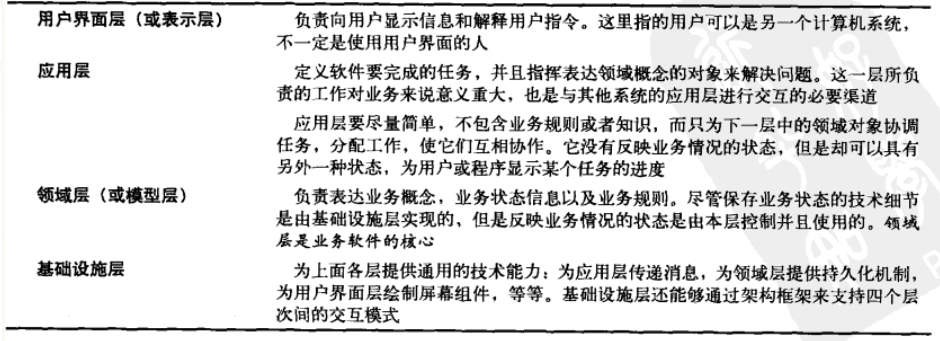 用户界面层（或表示层） 负责向用户显示信息和解释用户指令。这里指的用户可以是另一个计算机系统，
不一定是使用用户界面的人
应用层 定义软件要完成的任务，并且指挥表达领域概念的对象来解决问题。这一层所负
责的工作对业务来说意义重大，也是与其他系统的应用层进行交互的必要渠道
应用层要尽量简单，不包含业务规则或者知识，而只为下一层中的领域对象协调
任务，分配工作，使它们互相协作。它没有反映业务情况的状态，但是却可以具有
另外一种状态，为用户或程序显示某个任务的进度
领域层（或模型层） 负责表达业务概念，业务状态信息以及业务规则。尽管保存业务状态的技术细节
是由基础设施层实现的，但是反映业务情况的状态是由本层控制并且使用的。领域
层是业务软件的核心
基础设施层 为上面各层提供通用的技术能力：为应用层传递消息，为领域层提供持久化机制，
为用户界面层绘制屏幕组件，等等。基础设施层还能够通过架构框架来支持四个层
次间的交互模式